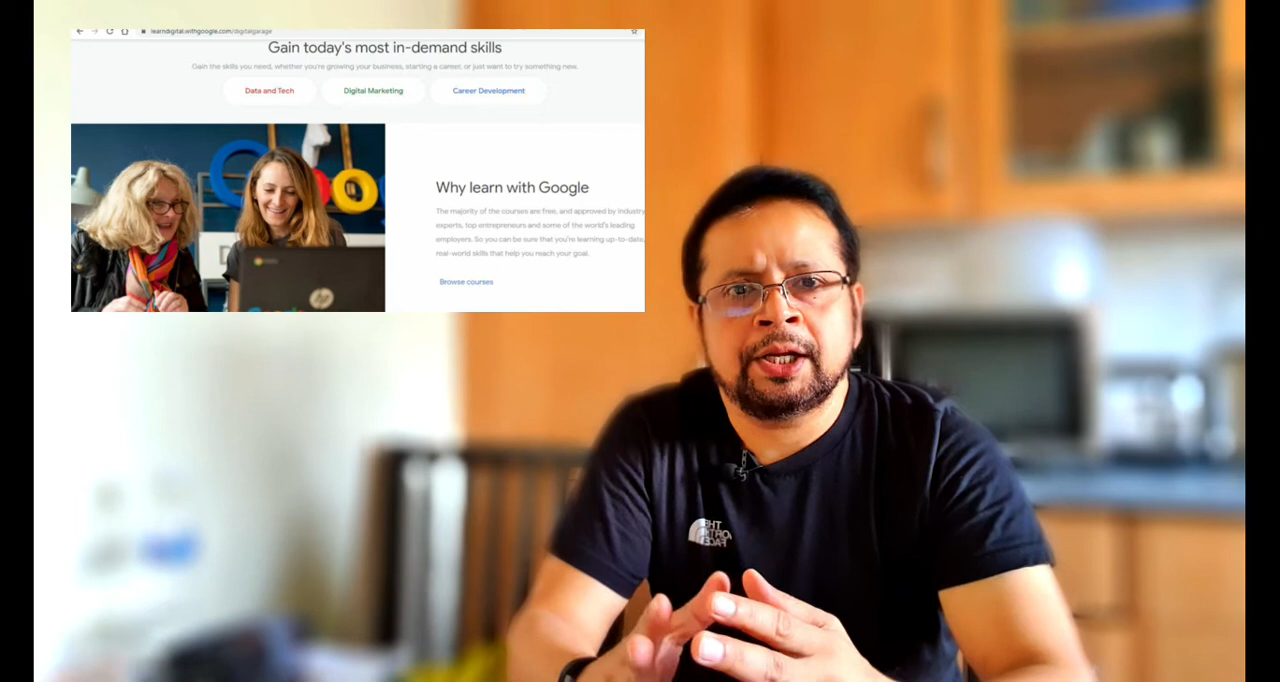 learndigital.withgoogle.com/digitalgarage
Gain today's most in-demand skills
Gain the skills you need, whether you're growing your business, starting a career, or just want to try something new.
Data and Tech
Digital Marketing
Career Development
Why learn with Google
The majority of the courses are free, and approved by industry
experts, top entrepreneurs and some of the world's leading
employers. So you can be sure that you're learning up-to-date,
real-world skills that help you reach your goal.
Browse courses
hp
THE
NORTH
FACE